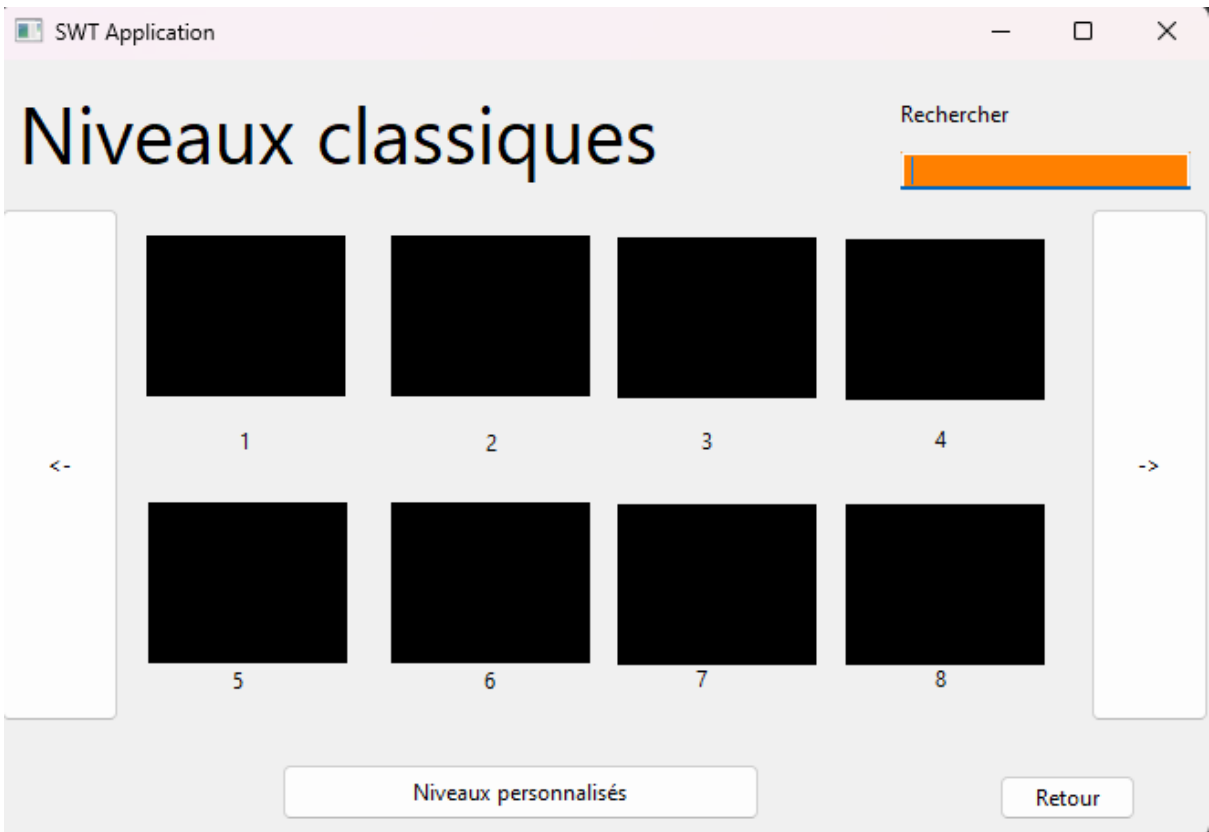 SWT Application
Niveaux classiques
Rechercher
1 2 3 4
<- ->
5 6 7 8
Niveaux personnalisés
Retour